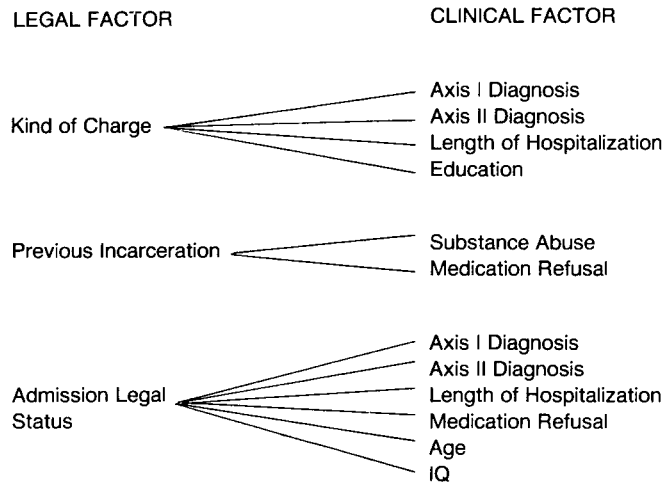 LEGAL FACTOR
CLINICAL FACTOR
Kind of Charge
Axis I Diagnosis
Axis II Diagnosis
Length of Hospitalization
Education
Previous Incarceration
Substance Abuse
Medication Refusal
Admission Legal
Status
Axis I Diagnosis
Axis II Diagnosis
Length of Hospitalization
Medication Refusal
Age
IQ